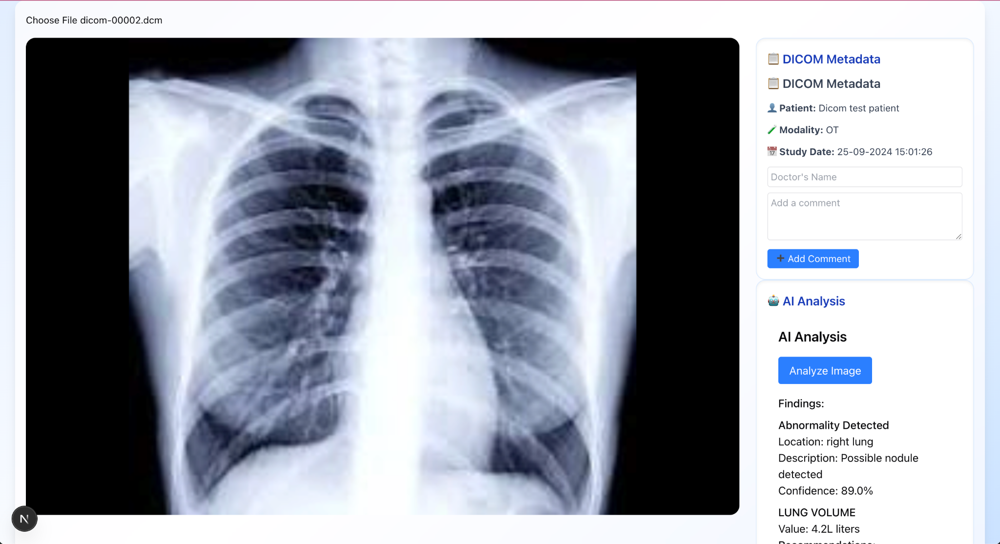 Choose File dicom-00002.dcm
📋 DICOM Metadata
📋 DICOM Metadata
👤 Patient: Dicom test patient
🧪 Modality: OT
📅 Study Date: 25-09-2024 15:01:26
Doctor's Name
Add a comment
➕ Add Comment
🤖 AI Analysis
AI Analysis
Analyze Image
Findings:
Abnormality Detected
Location: right lung
Description: Possible nodule
detected
Confidence: 89.0%
LUNG VOLUME
Value: 4.2L liters
N